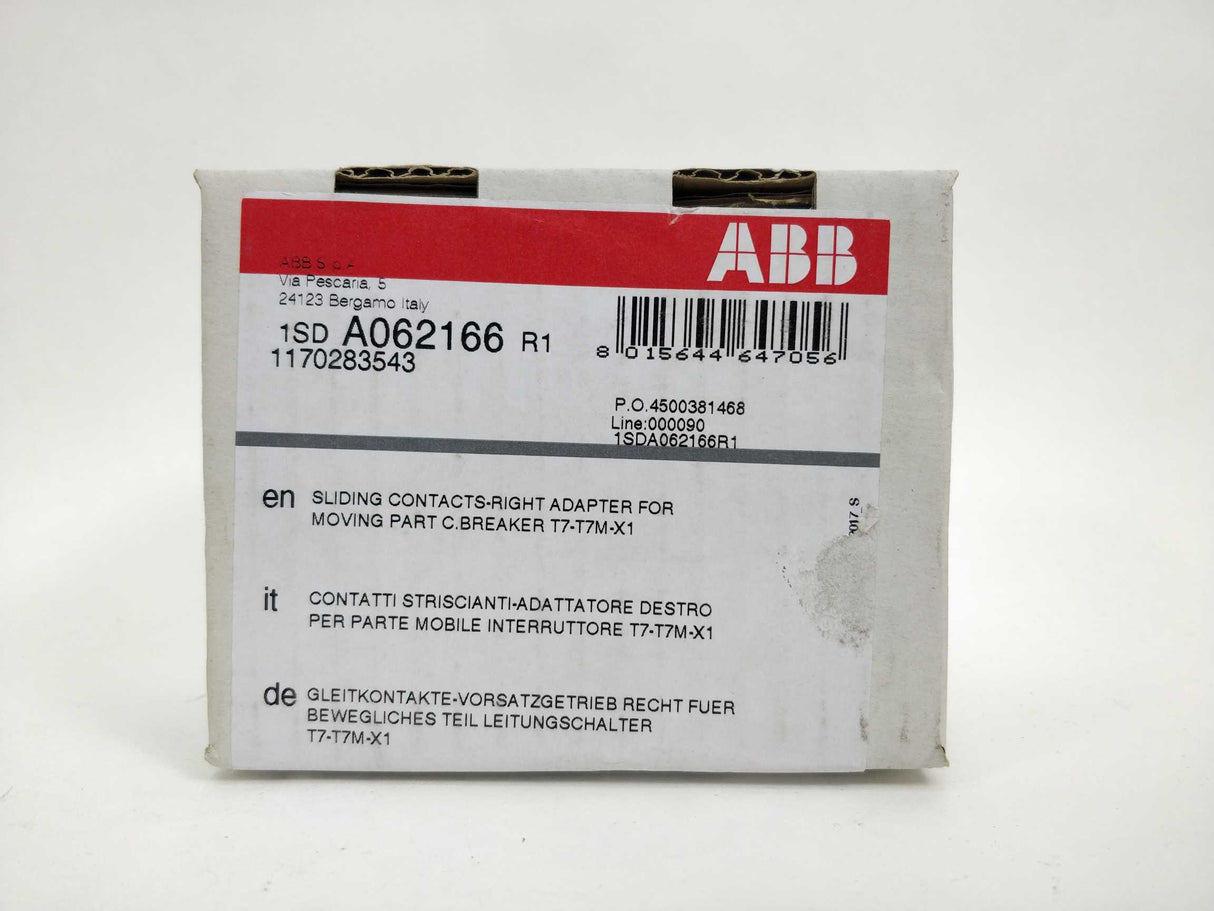 ABB
ABB S.p.A
Via Pescaria, 5
24123 Bergamo Italy
1SD A062166 R1
1170283543
8 015644 647056
P.O.4500381468
Line:000090
1SDA062166R1
en SLIDING CONTACTS-RIGHT ADAPTER FOR
MOVING PART C.BREAKER T7-T7M-X1
2017_S
it CONTATTI STRISCIANTI-ADATTATORE DESTRO
PER PARTE MOBILE INTERRUTTORE T7-T7M-X1
de GLEITKONTAKTE-VORSATZGETRIEB RECHT FUER
BEWEGLICHES TEIL LEITUNGSCHALTER
T7-T7M-X1